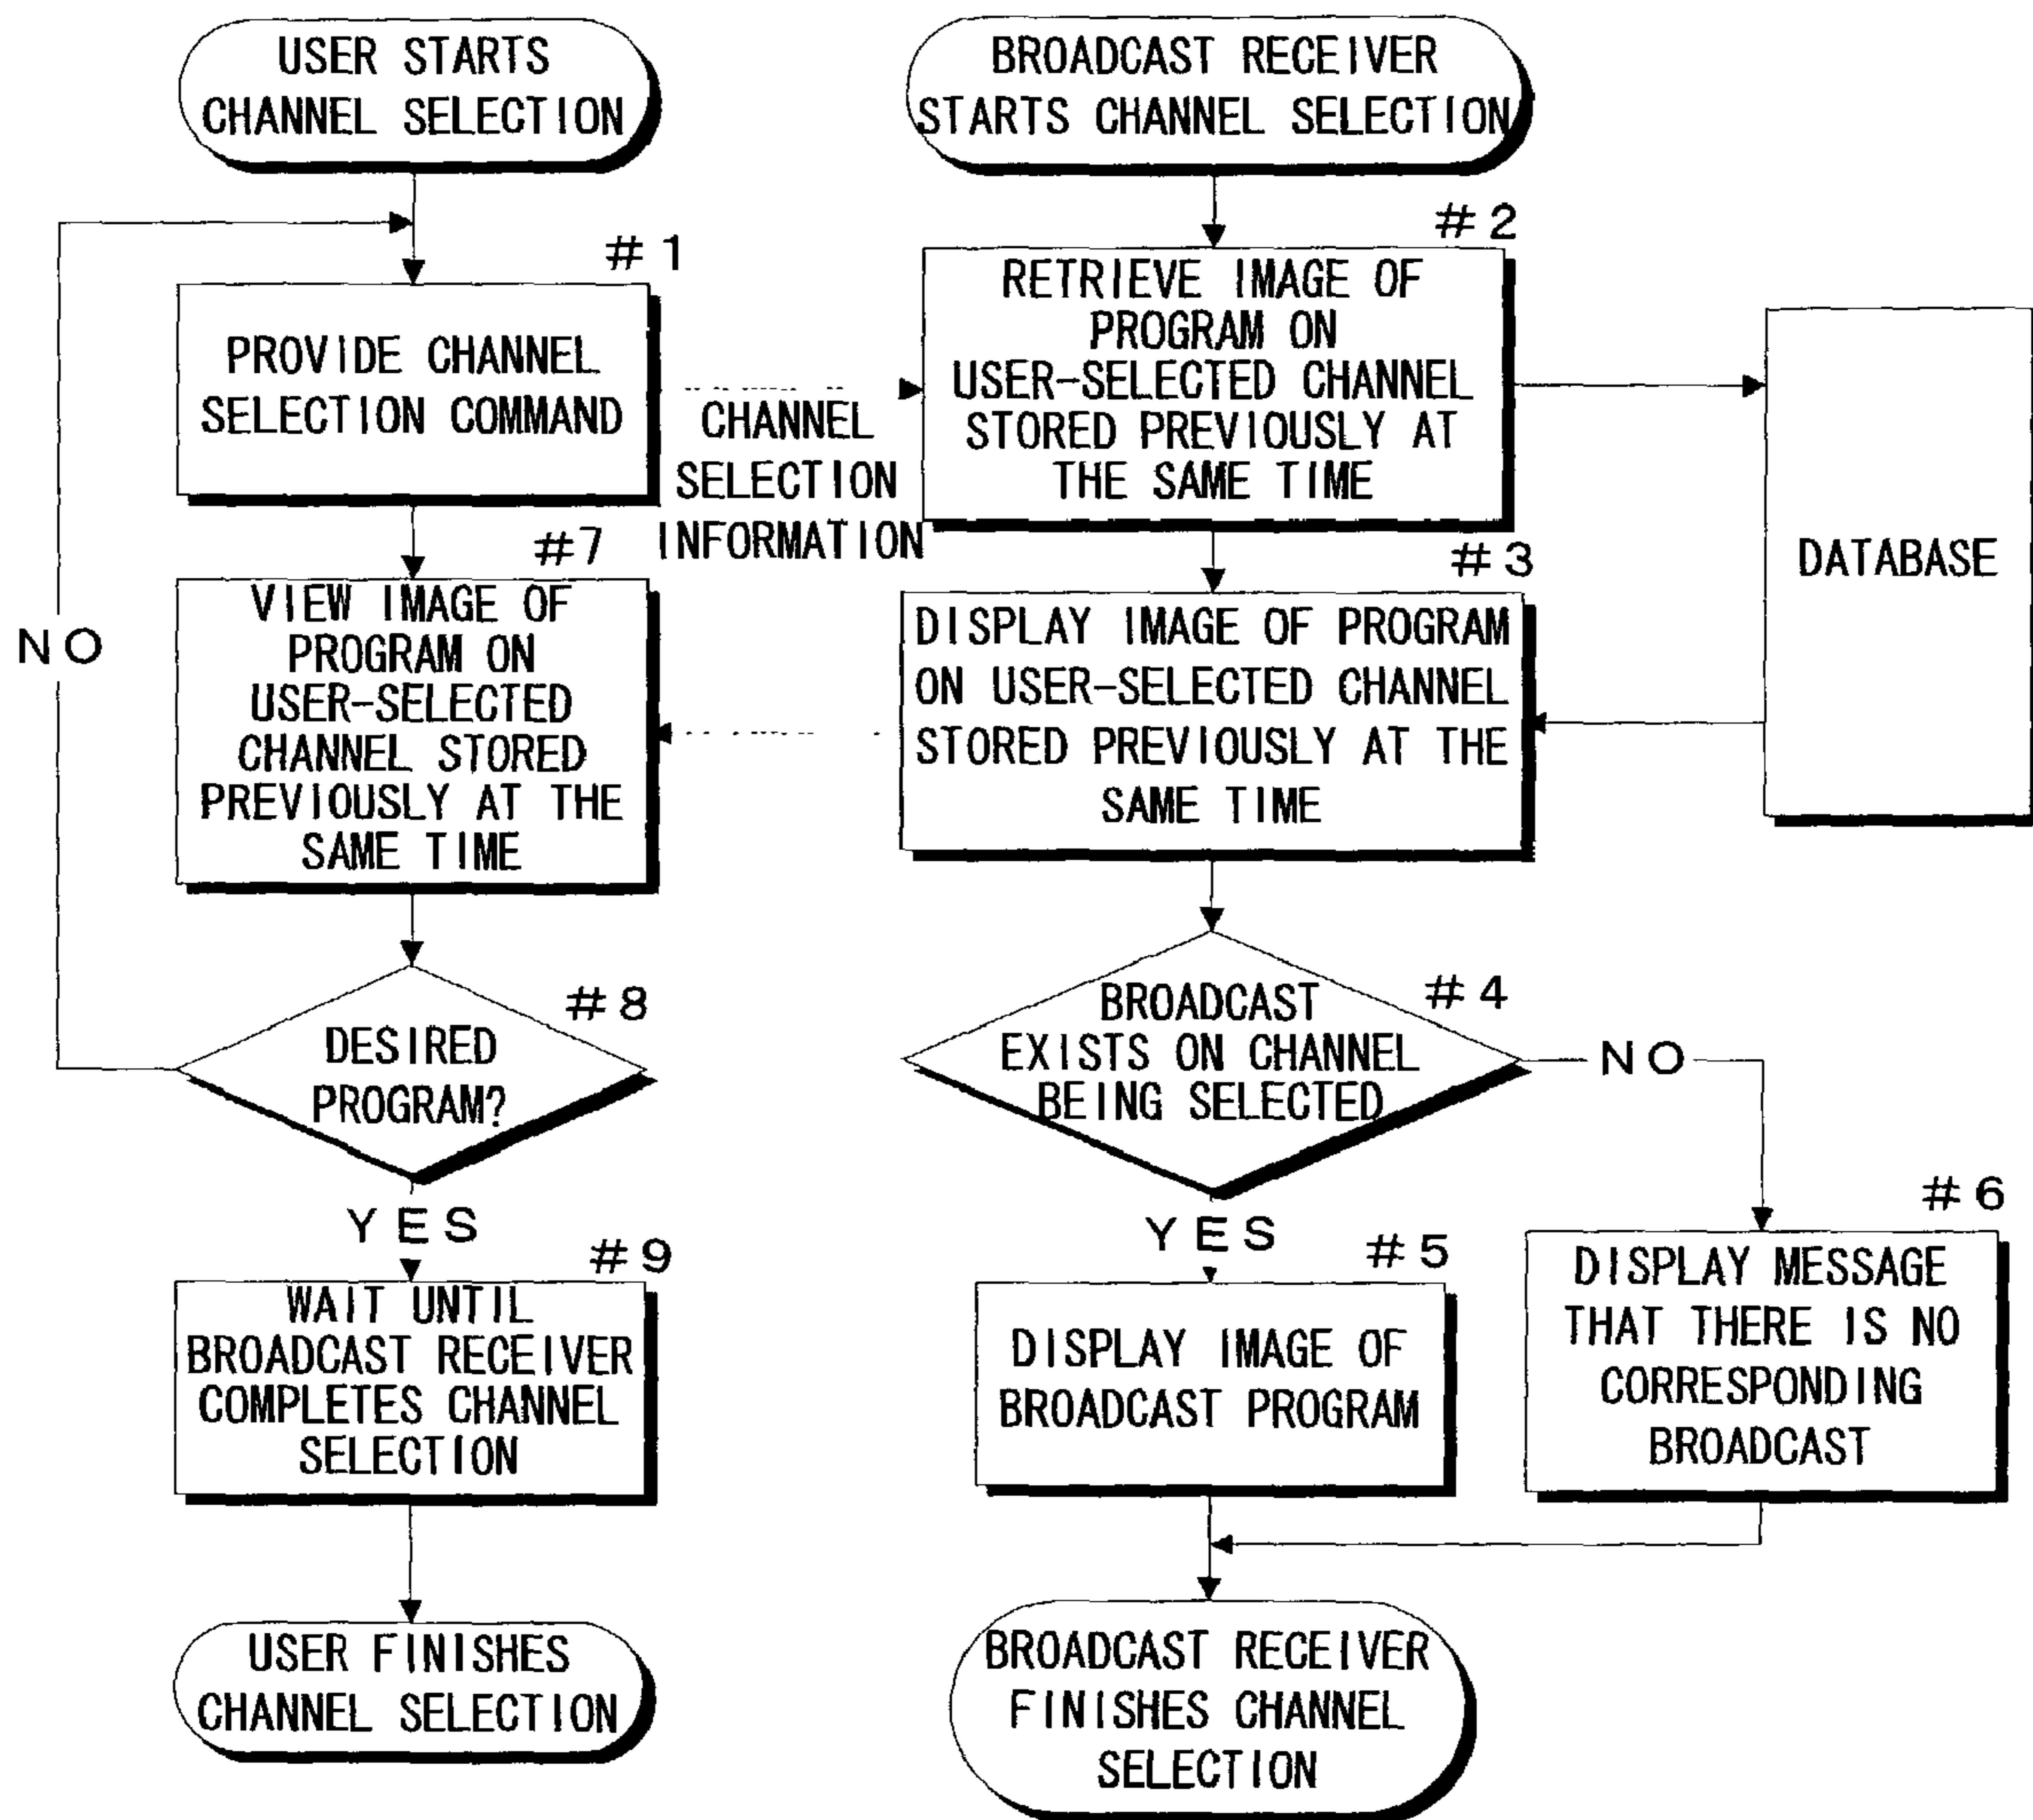 USER STARTS
CHANNEL SELECTION
#1
PROVIDE CHANNEL
SELECTION COMMAND
CHANNEL
SELECTION
INFORMATION
#7
VIEW IMAGE OF
PROGRAM ON
USER-SELECTED
CHANNEL STORED
PREVIOUSLY AT THE
SAME TIME
NO
#8
DESIRED
PROGRAM?
YES
#9
WAIT UNTIL
BROADCAST RECEIVER
COMPLETES CHANNEL
SELECTION
USER FINISHES
CHANNEL SELECTION
BROADCAST RECEIVER
STARTS CHANNEL SELECTION
#2
RETRIEVE IMAGE OF
PROGRAM ON
USER-SELECTED CHANNEL
STORED PREVIOUSLY AT
THE SAME TIME
DATABASE
#3
DISPLAY IMAGE OF PROGRAM
ON USER-SELECTED CHANNEL
STORED PREVIOUSLY AT THE
SAME TIME
#4
BROADCAST
EXISTS ON CHANNEL
BEING SELECTED
NO
YES
#5
DISPLAY IMAGE OF
BROADCAST PROGRAM
#6
DISPLAY MESSAGE
THAT THERE IS NO
CORRESPONDING
BROADCAST
BROADCAST RECEIVER
FINISHES CHANNEL
SELECTION